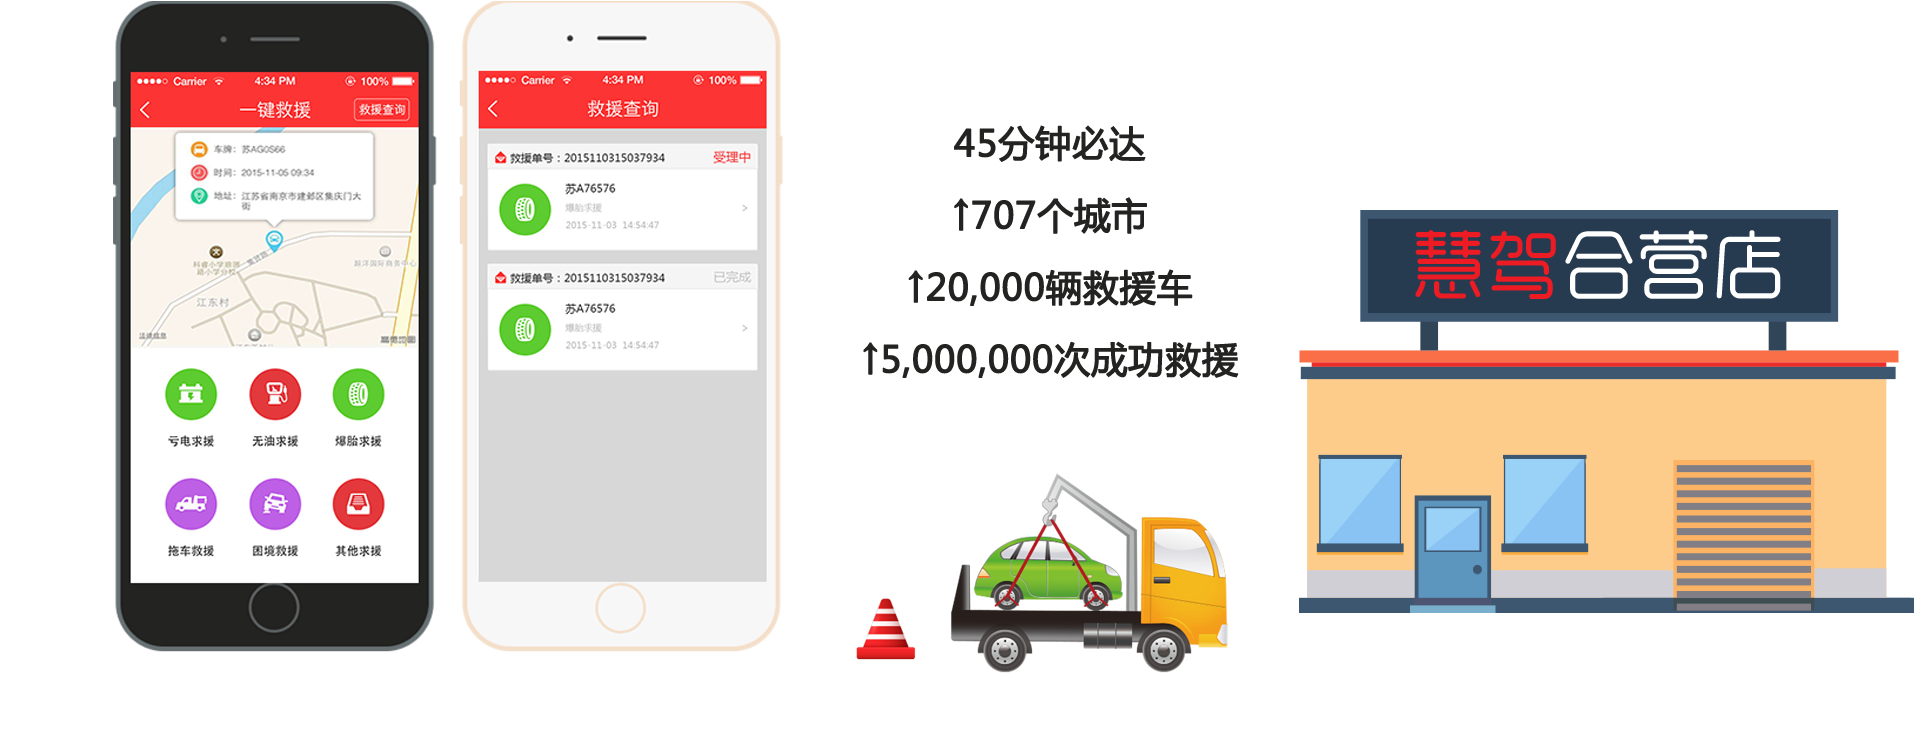 Carrier 4:34 PM 100%
一键救援 救援查询
车牌：苏AG0S66
时间：2015-11-05 09:34
地址：江苏省南京市建邺区集庆门大
街
江东村
亏电求援 无油求援 爆胎求援
拖车救援 困境救援 其他求援
Carrier 4:34 PM 100%
救援查询
救援单号：2015110315037934 受理中
苏A76576
爆胎求援
2015-11-03 14:54:47
救援单号：2015110315037934 已完成
苏A76576
爆胎求援
2015-11-03 14:54:47
45分钟必达
↑707个城市
↑20,000辆救援车
↑5,000,000次成功救援
慧驾合营店